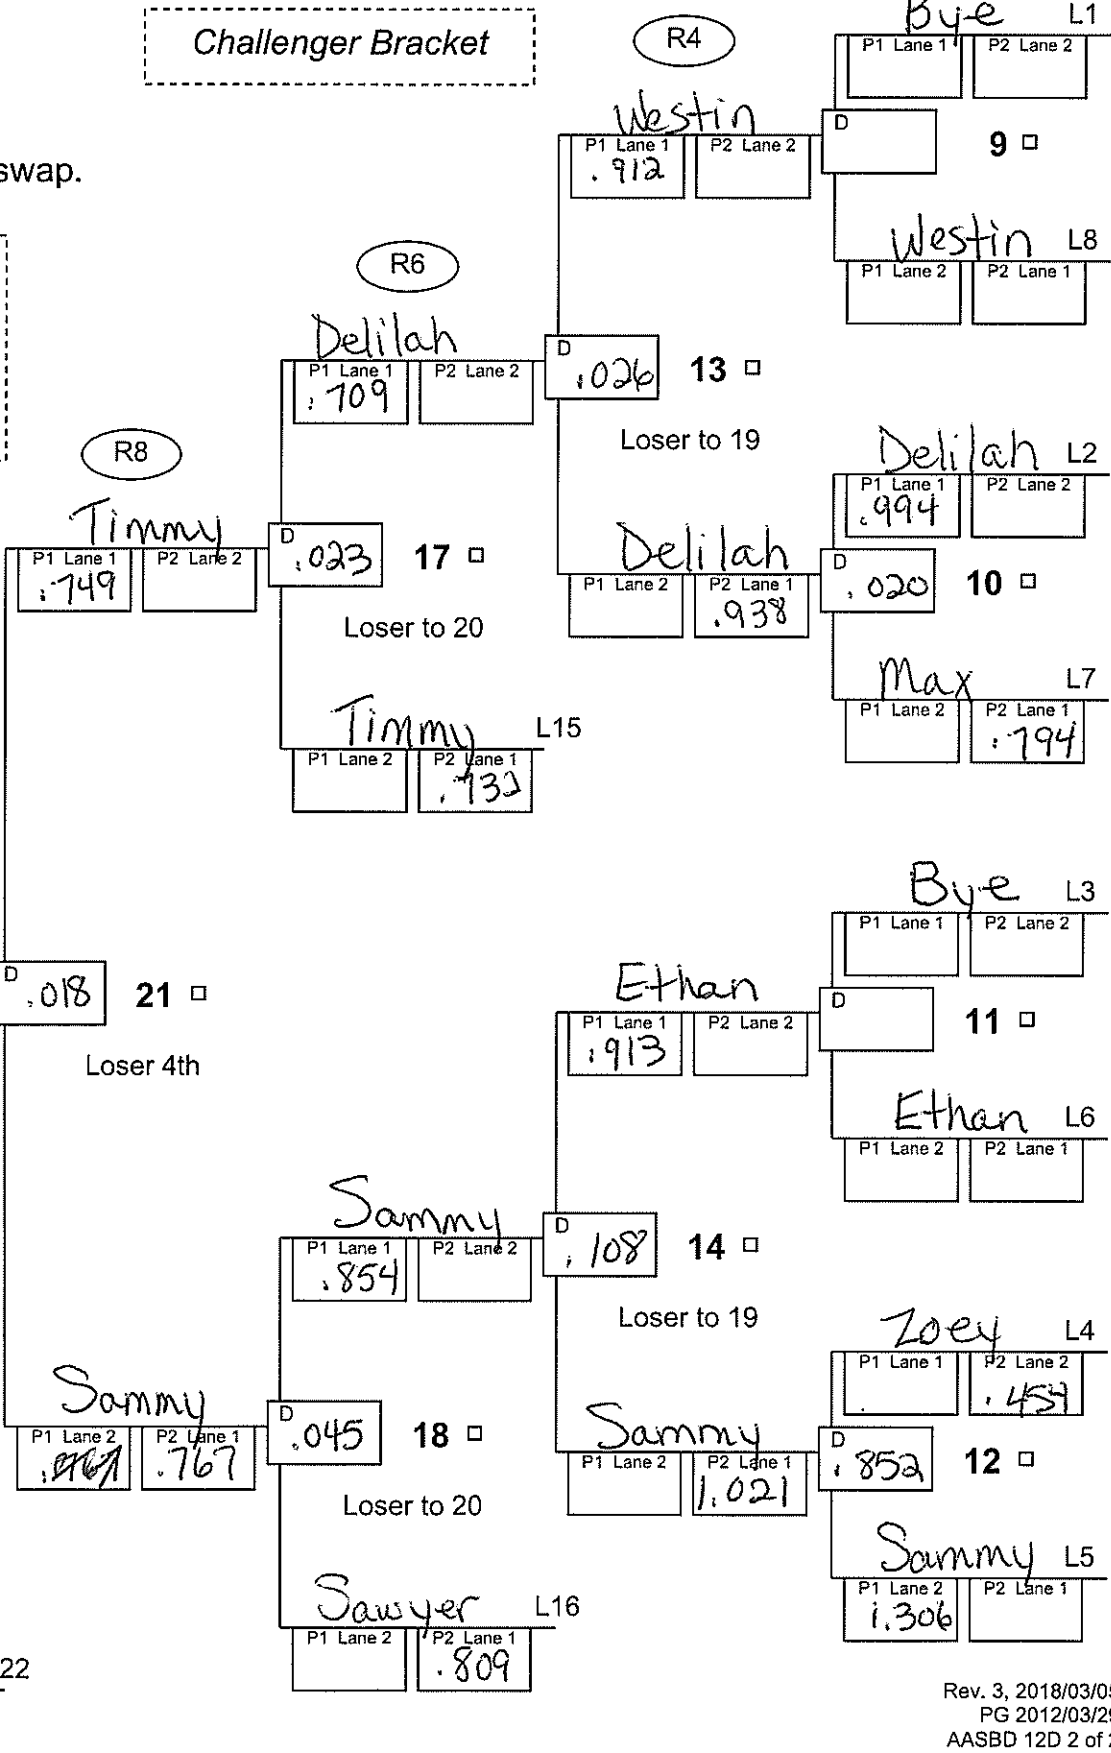 Challenger Bracket
swap.
R4
Bye L1
P1 Lane 1 P2 Lane 2
Westin
P1 Lane 1 P2 Lane 2
.912
D
9
Westin L8
P1 Lane 2 P2 Lane 1
R6
Delilah
P1 Lane 1 P2 Lane 2
.709
D
.026
13
Loser to 19
Delilah L2
P1 Lane 1 P2 Lane 2
.994
Delilah
P1 Lane 2 P2 Lane 1
.938
D
.020
10
Max L7
P1 Lane 2 P2 Lane 1
.794
R8
Timmy
P1 Lane 1 P2 Lane 2
.749
D
.023
17
Loser to 20
Timmy L15
P1 Lane 2 P2 Lane 1
.732
Bye L3
P1 Lane 1 P2 Lane 2
D
.018
21
Loser 4th
Ethan
P1 Lane 1 P2 Lane 2
.913
D
11
Ethan L6
P1 Lane 2 P2 Lane 1
Sammy
P1 Lane 1 P2 Lane 2
.854
D
.108
14
Loser to 19
Zoey L4
P1 Lane 1 P2 Lane 2
.454
Sammy
P1 Lane 2 P2 Lane 1
.767
D
.045
18
Loser to 20
Sammy
P1 Lane 2 P2 Lane 1
1.021
D
.852
12
Sammy L5
P1 Lane 2 P2 Lane 1
1.306
Sawyer L16
P1 Lane 2 P2 Lane 1
.809
22
Rev. 3, 2018/03/05
PG 2012/03/29
AASBD 12D 2 of 2